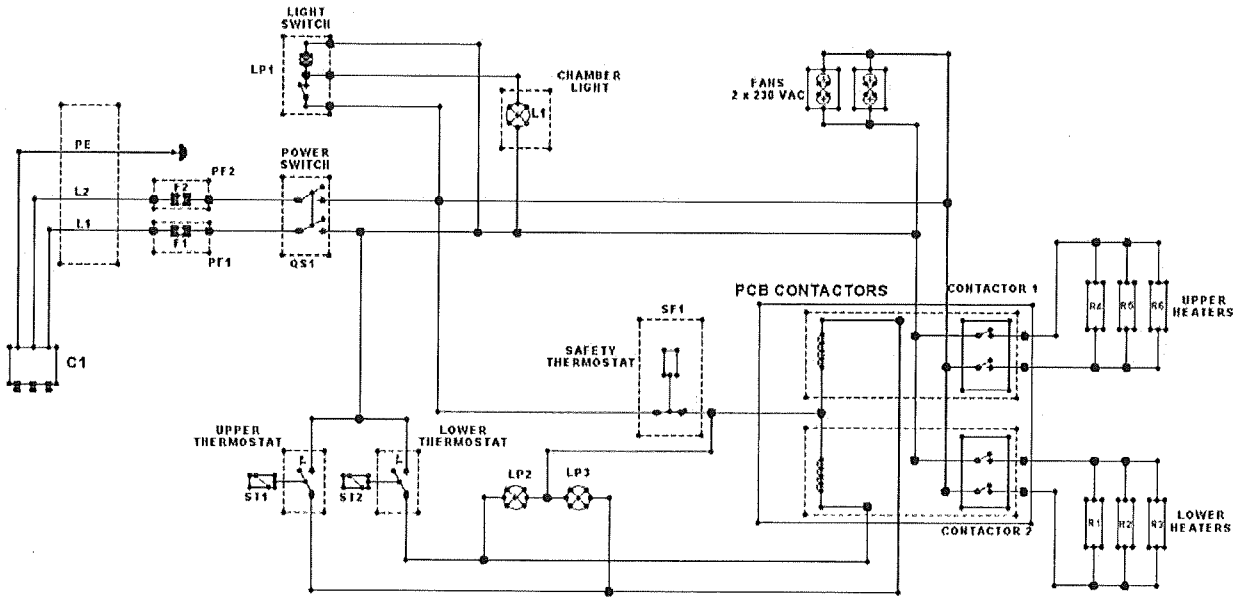 LIGHT
SWITCH
LP1
CHAMBER
LIGHT
L1
FANS
2 x 230 VAC
PE
POWER
SWITCH
PF2
F2
L2
L1
F1
PF1
QS1
PCB CONTACTORS
CONTACTOR 1
SF1
R4
R5
R6
UPPER
HEATERS
SAFETY
THERMOSTAT
C1
UPPER
THERMOSTAT
LOWER
THERMOSTAT
LP2
LP3
ST1
ST2
R1
R2
R3
LOWER
HEATERS
CONTACTOR 2